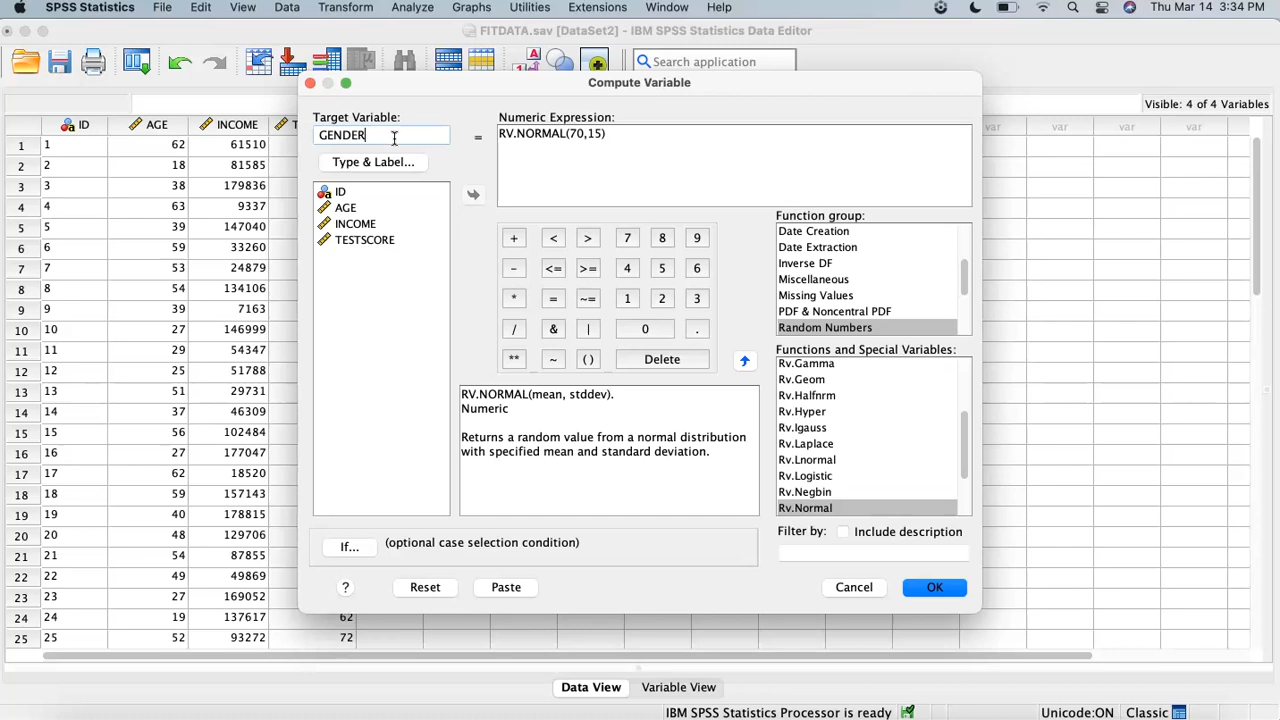 SPSS Statistics File Edit View Data Transform Analyze Graphs Utilities Extensions Window Help Thu Mar 14 3:34 PM
FITDATA.sav [DataSet2] - IBM SPSS Statistics Data Editor
Search application
Compute Variable
Visible: 4 of 4 Variables
ID AGE INCOME var var var
Target Variable:
GENDER
=
Numeric Expression:
RV.NORMAL(70,15)
Type & Label...
ID
AGE
INCOME
TESTSCORE
+ < > 7 8 9
- <= >= 4 5 6
* = ~= 1 2 3
/ & | 0 .
** ~ () Delete
Function group:
Date Creation
Date Extraction
Inverse DF
Miscellaneous
Missing Values
PDF & Noncentral PDF
Random Numbers
Functions and Special Variables:
Rv.Gamma
Rv.Geom
Rv.Halfnrm
Rv.Hyper
Rv.Igauss
Rv.Laplace
Rv.Lnormal
Rv.Logistic
Rv.Negbin
Rv.Normal
RV.NORMAL(mean, stddev).
Numeric
Returns a random value from a normal distribution
with specified mean and standard deviation.
If... (optional case selection condition)
Filter by: Include description
? Reset Paste Cancel OK
1 1 62 61510
2 2 18 81585
3 3 38 179836
4 4 63 9337
5 5 39 147040
6 6 59 33260
7 7 53 24879
8 8 54 134106
9 9 39 7163
10 10 27 146999
11 11 29 54347
12 12 25 51788
13 13 51 29731
14 14 37 46309
15 15 56 102484
16 16 27 177047
17 17 62 18520
18 18 59 157143
19 19 40 178815
20 20 48 129706
21 21 54 87855
22 22 49 49869
23 23 27 169052
24 24 19 137617 62
25 25 52 93272 72
Data View Variable View
IBM SPSS Statistics Processor is ready Unicode:ON Classic